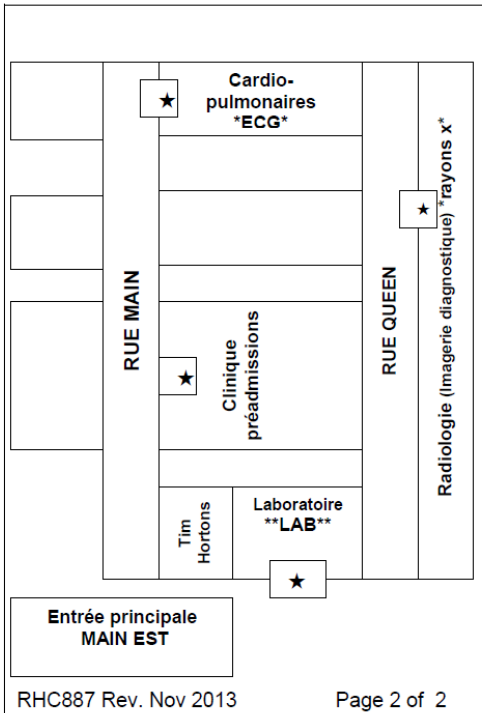 Cardio-
pulmonaires
*ECG*
RUE MAIN
RUE QUEEN
Radiologie (Imagerie diagnostique) *rayons x*
Clinique
préadmissions
Tim
Hortons
Laboratoire
**LAB**
Entrée principale
MAIN EST
RHC887 Rev. Nov 2013 Page 2 of 2